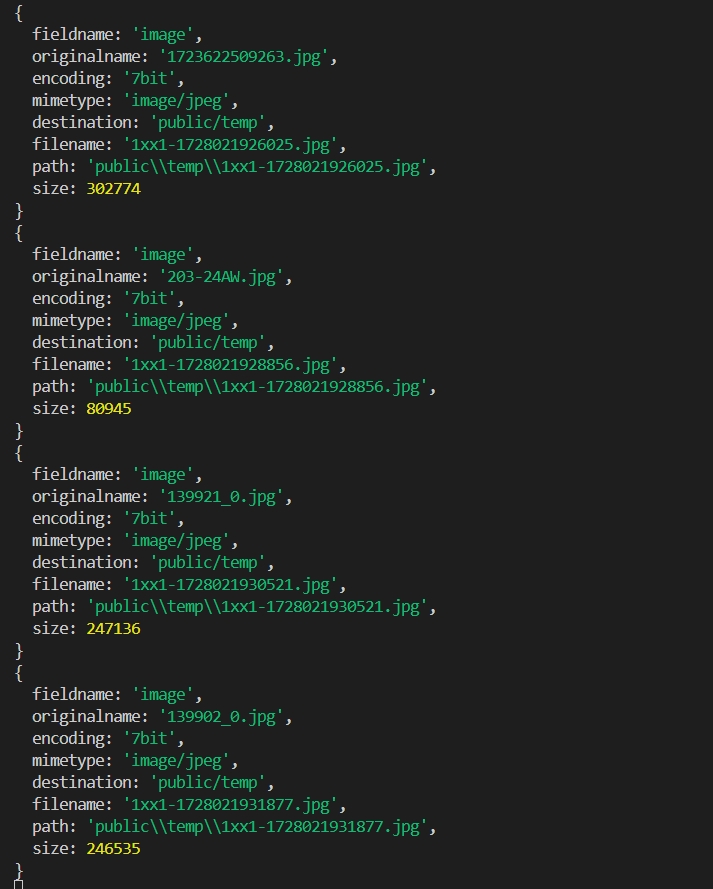 {
  fieldname: 'image',
  originalname: '1723622509263.jpg',
  encoding: '7bit',
  mimetype: 'image/jpeg',
  destination: 'public/temp',
  filename: '1xx1-1728021926025.jpg',
  path: 'public\\temp\\1xx1-1728021926025.jpg',
  size: 302774
}
{
  fieldname: 'image',
  originalname: '203-24AW.jpg',
  encoding: '7bit',
  mimetype: 'image/jpeg',
  destination: 'public/temp',
  filename: '1xx1-1728021928856.jpg',
  path: 'public\\temp\\1xx1-1728021928856.jpg',
  size: 80945
}
{
  fieldname: 'image',
  originalname: '139921_0.jpg',
  encoding: '7bit',
  mimetype: 'image/jpeg',
  destination: 'public/temp',
  filename: '1xx1-1728021930521.jpg',
  path: 'public\\temp\\1xx1-1728021930521.jpg',
  size: 247136
}
{
  fieldname: 'image',
  originalname: '139902_0.jpg',
  encoding: '7bit',
  mimetype: 'image/jpeg',
  destination: 'public/temp',
  filename: '1xx1-1728021931877.jpg',
  path: 'public\\temp\\1xx1-1728021931877.jpg',
  size: 246535
}